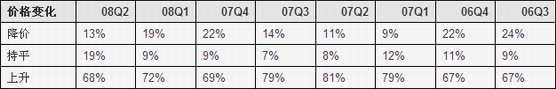 价格变化 08Q2 08Q1 07Q4 07Q3 07Q2 07Q1 06Q4 06Q3
降价 13% 19% 22% 14% 11% 9% 22% 24%
持平 19% 9% 9% 7% 8% 12% 11% 9%
上升 68% 72% 69% 79% 81% 79% 67% 67%